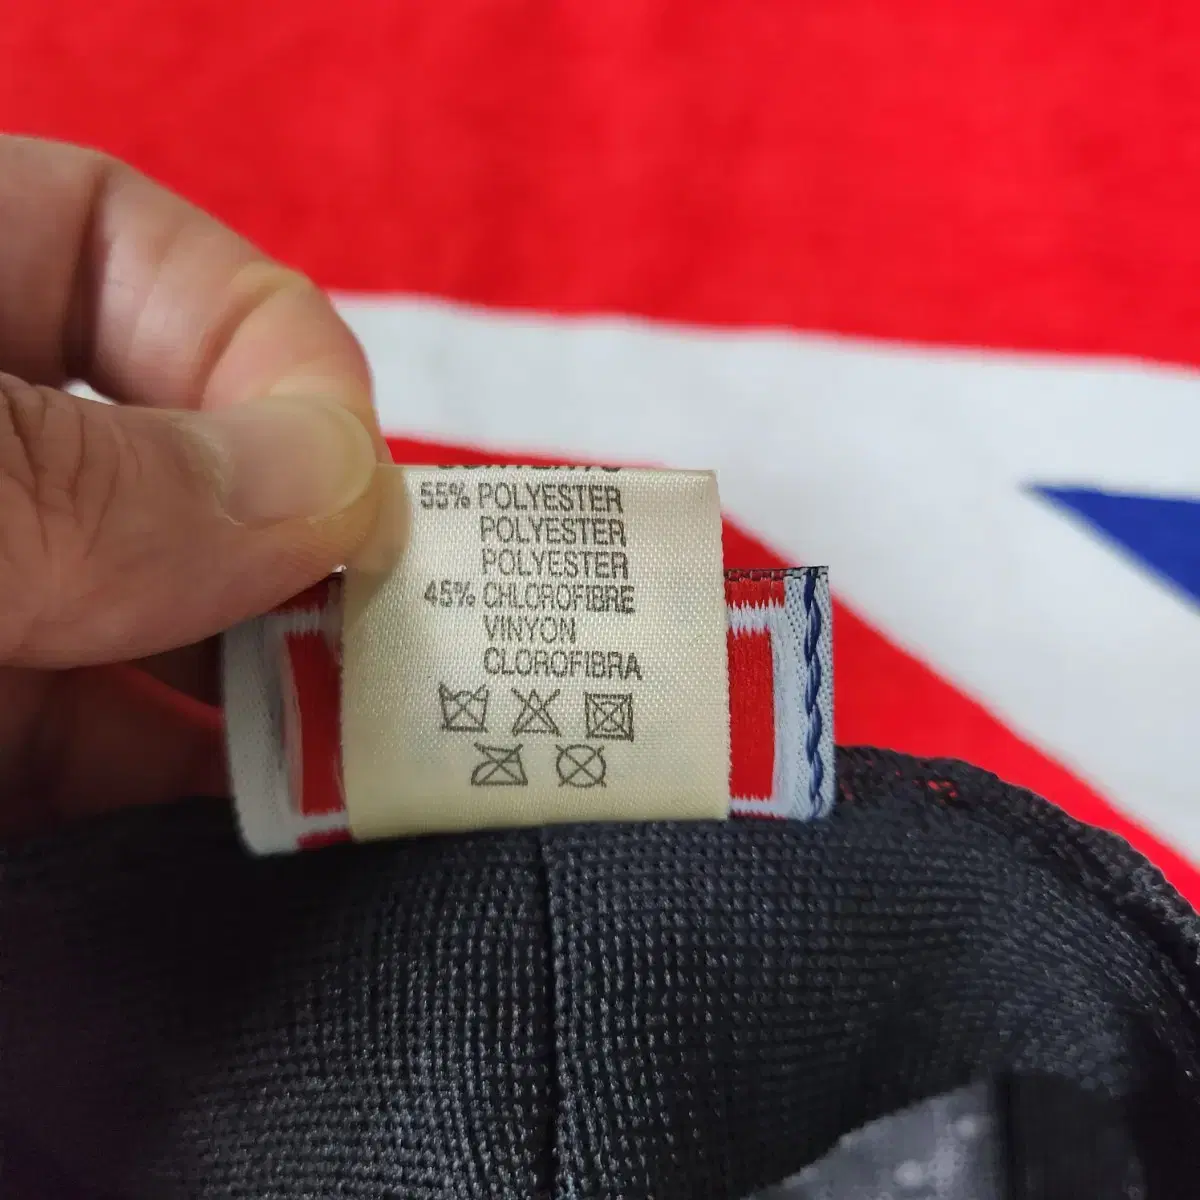 55% POLYESTER
POLYESTER
POLYESTER
45% CHLOROFIBRE
VINYON
CLOROFIBRA